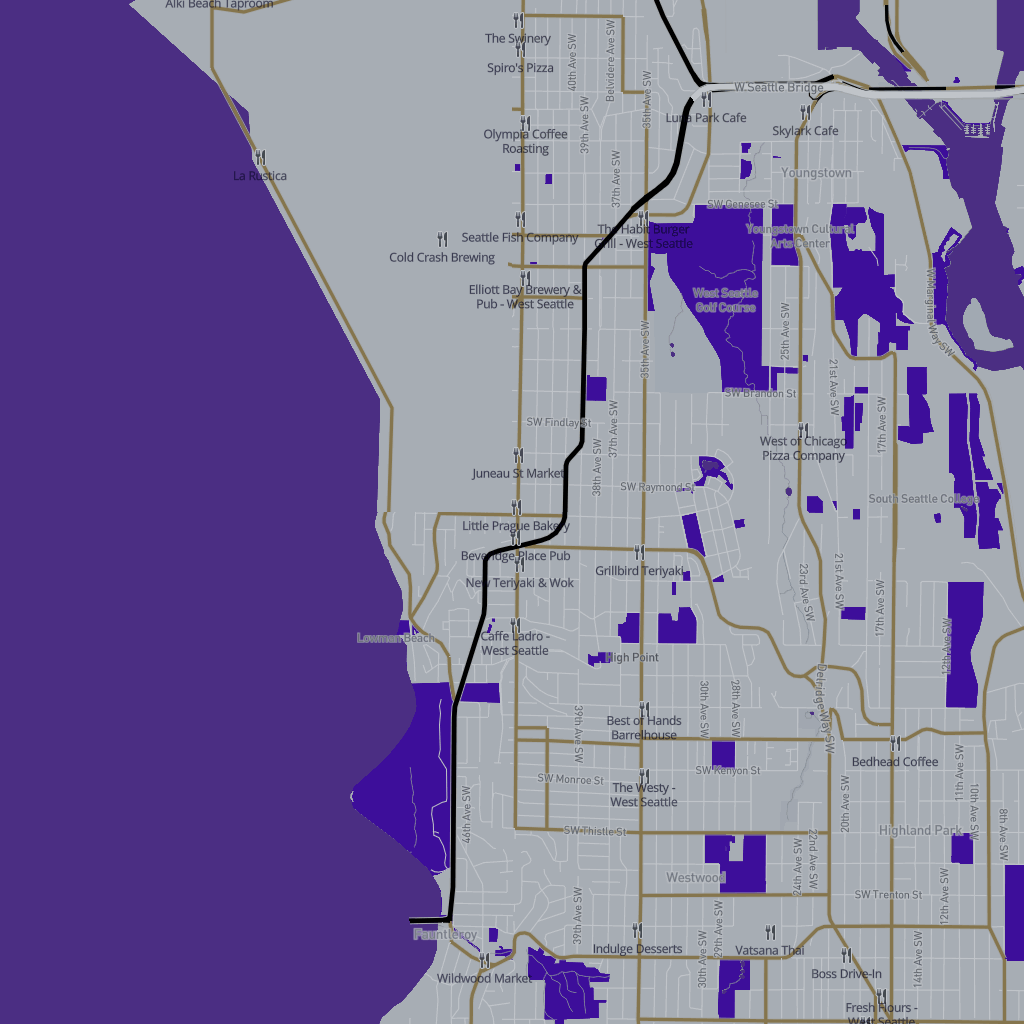 Alki Beach Taproom
The Swinery
Spiro's Pizza
40th Ave SW
Belvidere Ave SW
39th Ave SW
35th Ave SW
W Seattle Bridge
Luna Park Cafe
Skylark Cafe
Olympia Coffee
Roasting
La Rustica
37th Ave SW
Youngstown
SW Genesee St
Seattle Fish Company
The Habit Burger
Grill - West Seattle
Youngstown Cultural
Arts Center
Cold Crash Brewing
Elliott Bay Brewery &
Pub - West Seattle
West Seattle
Golf Course
W Marginal Way SW
25th Ave SW
35th Ave SW
21st Ave SW
SW Brandon St
SW Findlay St
37th Ave SW
17th Ave SW
West of Chicago
Pizza Company
38th Ave SW
Juneau St Market
SW Raymond St
South Seattle College
Little Prague Bakery
Beveridge Place Pub
New Teriyaki & Wok
Grillbird Teriyaki
23rd Ave SW
21st Ave SW
17th Ave SW
Lowman Beach
Caffe Ladro -
West Seattle
High Point
12th Ave SW
Delridge Way SW
30th Ave SW
28th Ave SW
39th Ave SW
Best of Hands
Barrelhouse
Bedhead Coffee
SW Monroe St
SW Kenyon St
The Westy -
West Seattle
11th Ave SW
10th Ave SW
20th Ave SW
46th Ave SW
8th Ave SW
SW Thistle St
Highland Park
22nd Ave SW
24th Ave SW
Westwood
12th Ave SW
SW Trenton St
39th Ave SW
29th Ave SW
30th Ave SW
14th Ave SW
Fauntleroy
Indulge Desserts
Vatsana Thai
Wildwood Market
Boss Drive-In
Fresh Flours -
West Seattle